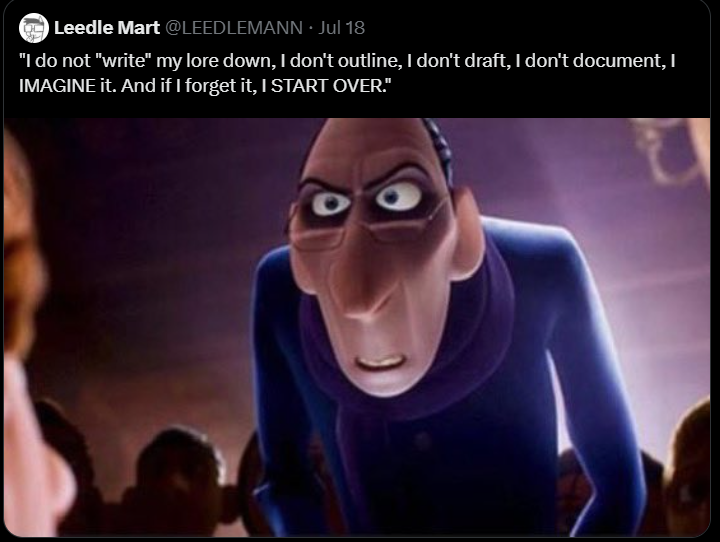 Leedle Mart @LEEDLEMANN · Jul 18
"I do not "write" my lore down, I don't outline, I don't draft, I don't document, I
IMAGINE it. And if I forget it, I START OVER."